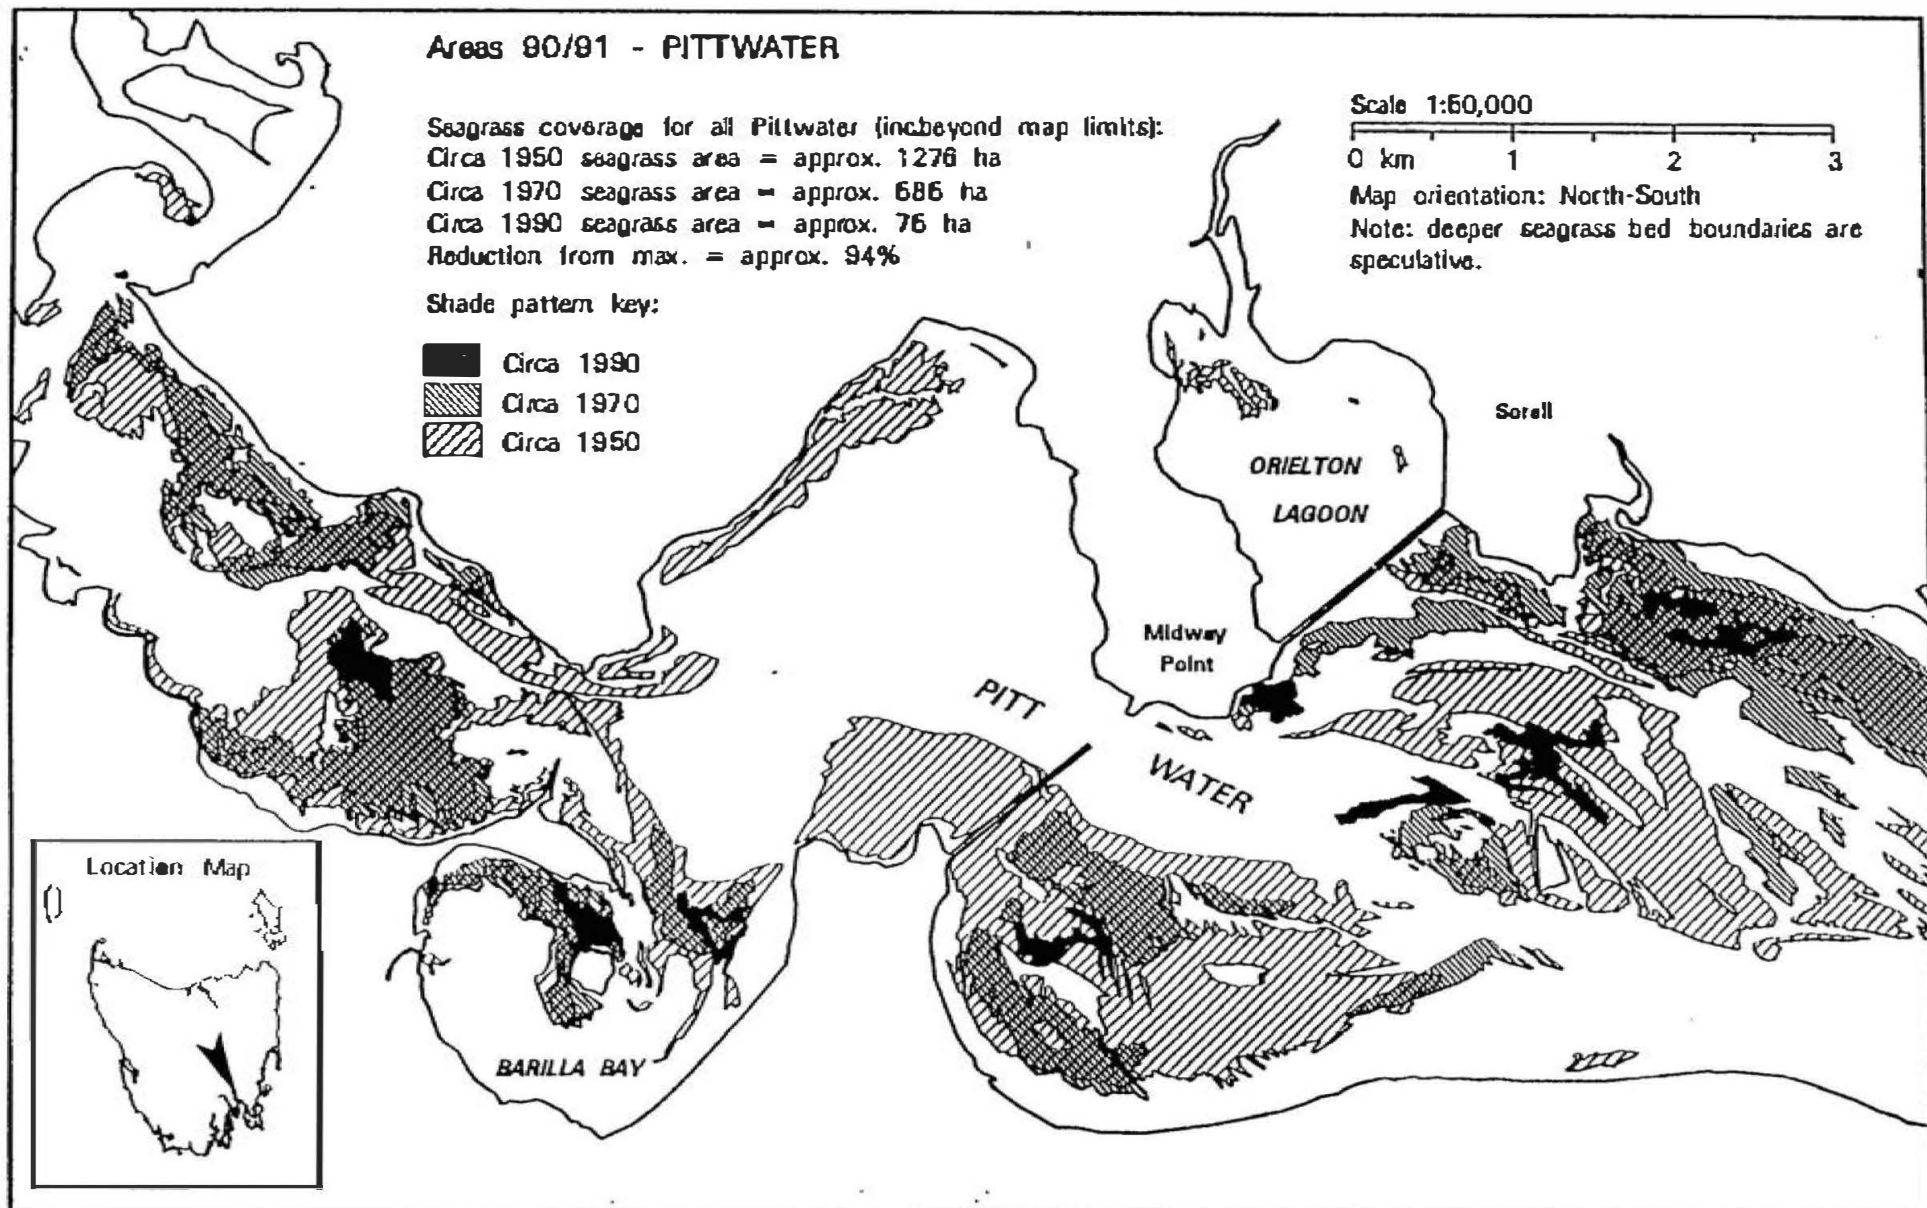 Areas 90/91 - PITTWATER
Seagrass coverage for all Pittwater (inc.beyond map limits):
Circa 1950 seagrass area = approx. 1276 ha
Circa 1970 seagrass area = approx. 686 ha
Circa 1990 seagrass area = approx. 76 ha
Reduction from max. = approx. 94%
Shade pattern key:
Circa 1990
Circa 1970
Circa 1950
Scale 1:50,000
0 km 1 2 3
Map orientation: North-South
Note: deeper seagrass bed boundaries are
speculative.
Sorell
ORIELTON
LAGOON
Midway
Point
PITT
WATER
Location Map
BARILLA BAY